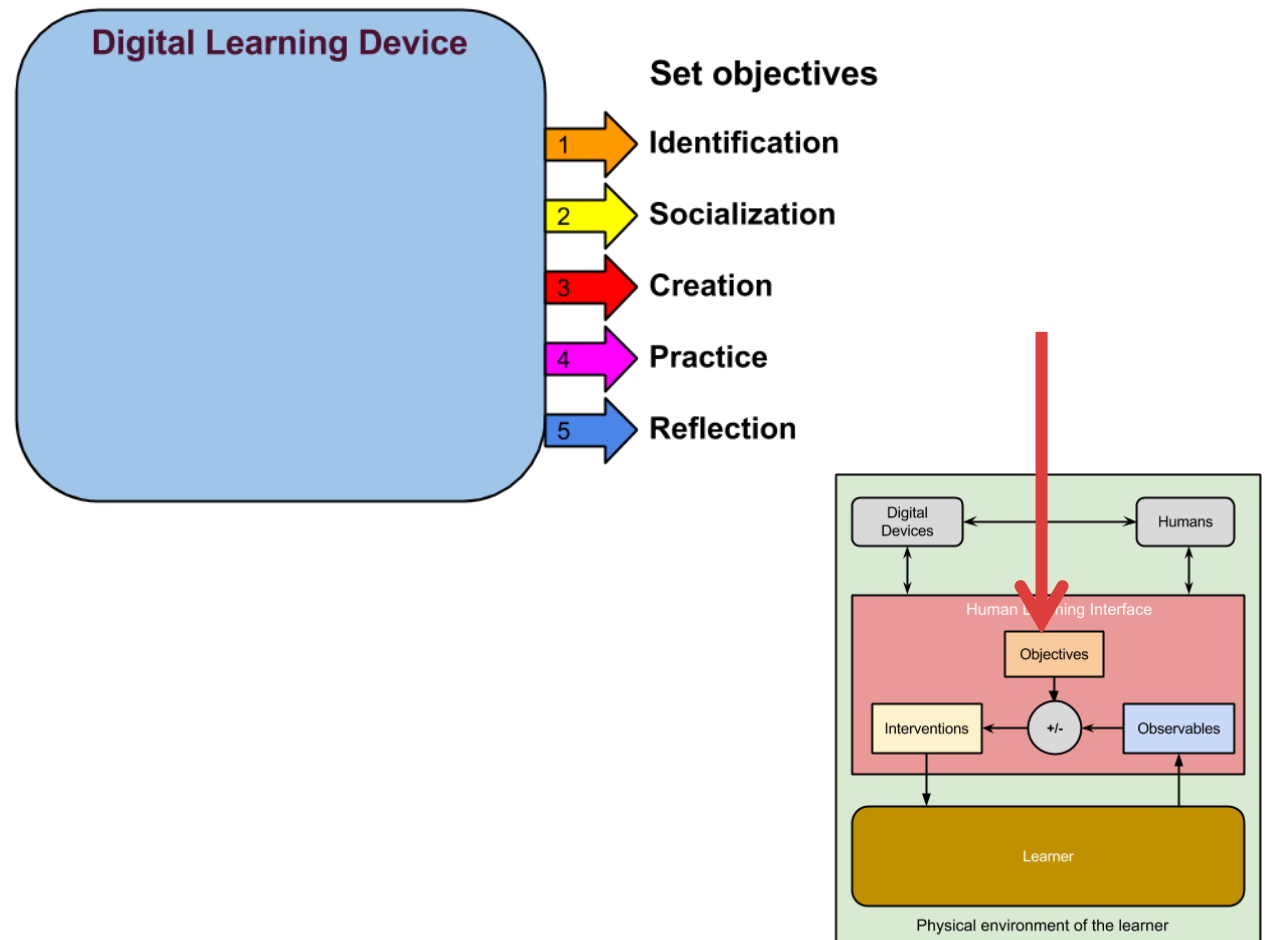 Digital Learning Device
Set objectives
1 Identification
2 Socialization
3 Creation
4 Practice
5 Reflection
Digital
Devices
Humans
Human Learning Interface
Objectives
Interventions
+/-
Observables
Learner
Physical environment of the learner